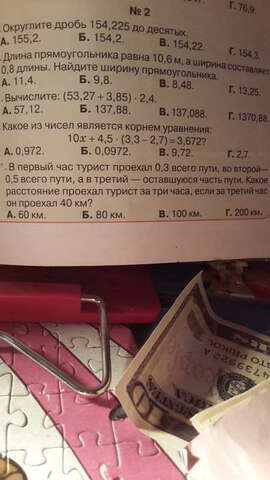 Г. 76,9.
№ 2
Округлите дробь 154,225 до десятых.
А. 155,2. Б. 154,2. В. 154,22. Г. 154,3.
Длина прямоугольника равна 10,6 м, а ширина составляет
0,8 длины. Найдите ширину прямоугольника.
А. 11,4. Б. 9,8. В. 8,48. Г. 13,25.
Вычислите: (53,27 + 3,85) · 2,4.
А. 57,12. Б. 137,88. В. 137,088. Г. 1370,88.
Какое из чисел является корнем уравнения:
10x + 4,5 · (3,3 – 2,7) = 3,672?
А. 0,972. Б. 0,0972. В. 9,72. Г. 2,7.
В первый час турист проехал 0,3 всего пути, во второй—
0,5 всего пути, а в третий — оставшуюся часть пути. Какое
расстояние проехал турист за три часа, если за третий час
он проехал 40 км?
А. 60 км. Б. 80 км. В. 100 км. Г. 200 км.